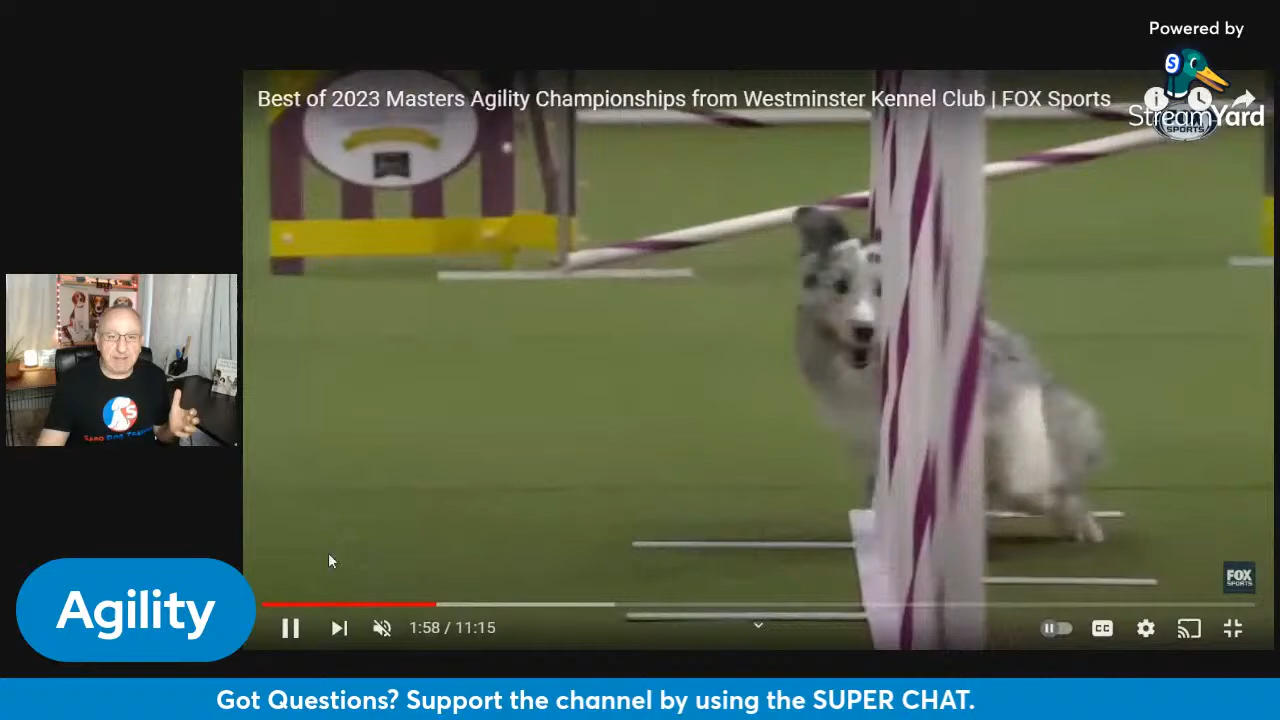 Powered by
StreamYard
Best of 2023 Masters Agility Championships from Westminster Kennel Club | FOX Sports
SPORTS
S
Agility
1:58 / 11:15
CC
FOX
SPORTS
Got Questions? Support the channel by using the SUPER CHAT.